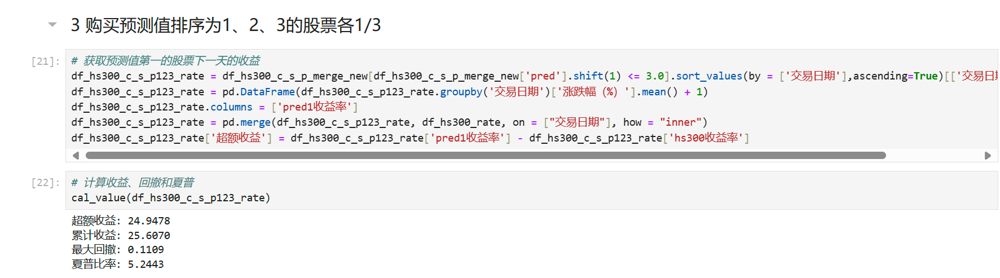 3 购买预测值排序为1、2、3的股票各1/3
[21]:
# 获取预测值第一的股票下一天的收益
df_hs300_c_s_p123_rate = df_hs300_c_s_p_merge_new[df_hs300_c_s_p_merge_new['pred'].shift(1) <= 3.0].sort_values(by = ['交易日期'],ascending=True)[['交易日
df_hs300_c_s_p123_rate = pd.DataFrame(df_hs300_c_s_p123_rate.groupby('交易日期')['涨跌幅（%）'].mean() + 1)
df_hs300_c_s_p123_rate.columns = ['pred1收益率']
df_hs300_c_s_p123_rate = pd.merge(df_hs300_c_s_p123_rate, df_hs300_rate, on = ["交易日期"], how = "inner")
df_hs300_c_s_p123_rate['超额收益'] = df_hs300_c_s_p123_rate['pred1收益率'] - df_hs300_c_s_p123_rate['hs300收益率']
[22]:
# 计算收益、回撤和夏普
cal_value(df_hs300_c_s_p123_rate)
超额收益: 24.9478
累计收益: 25.6070
最大回撤: 0.1109
夏普比率: 5.2443